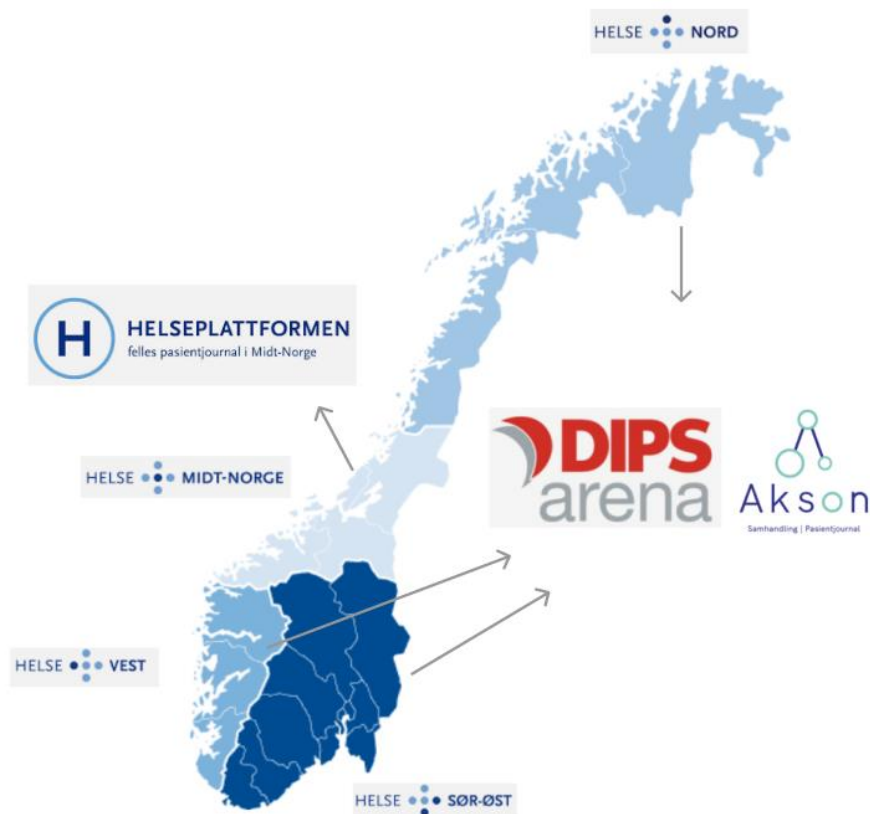 HELSE NORD
H HELSEPLATTFORMEN
felles pasientjournal i Midt-Norge
HELSE MIDT-NORGE
DIPS
arena
Akson
Samhandling | Pasientjournal
HELSE VEST
HELSE SØR-ØST